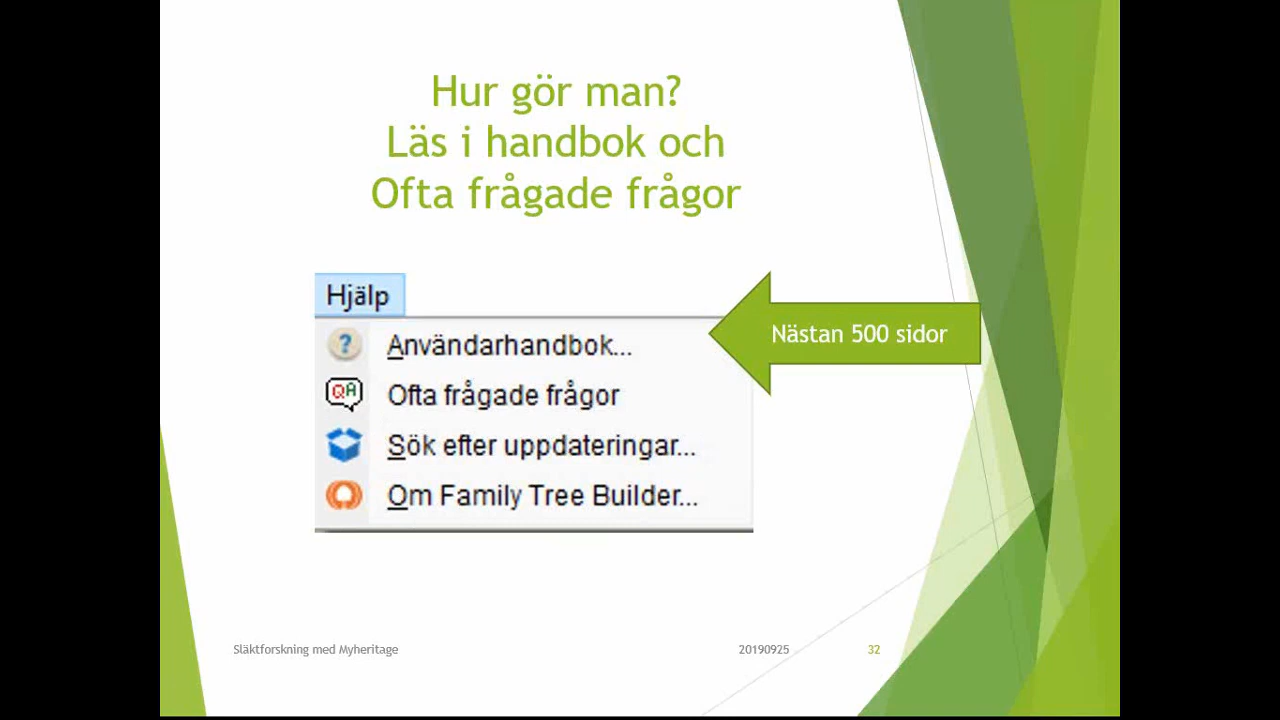 Hur gör man?
Läs i handbok och
Ofta frågade frågor
Hjälp
Användarhandbok...
Nästan 500 sidor
QA
Ofta frågade frågor
Sök efter uppdateringar...
Om Family Tree Builder...
Släktforskning med Myheritage
20190925
32